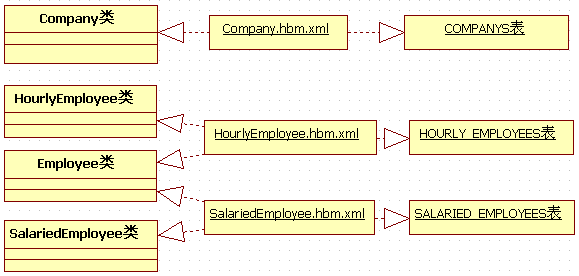 Company类
Company.hbm.xml
COMPANYS表
HourlyEmployee类
HourlyEmployee.hbm.xml
HOURLY_EMPLOYEES表
Employee类
SalariedEmployee.hbm.xml
SALARIED_EMPLOYEES表
SalariedEmployee类